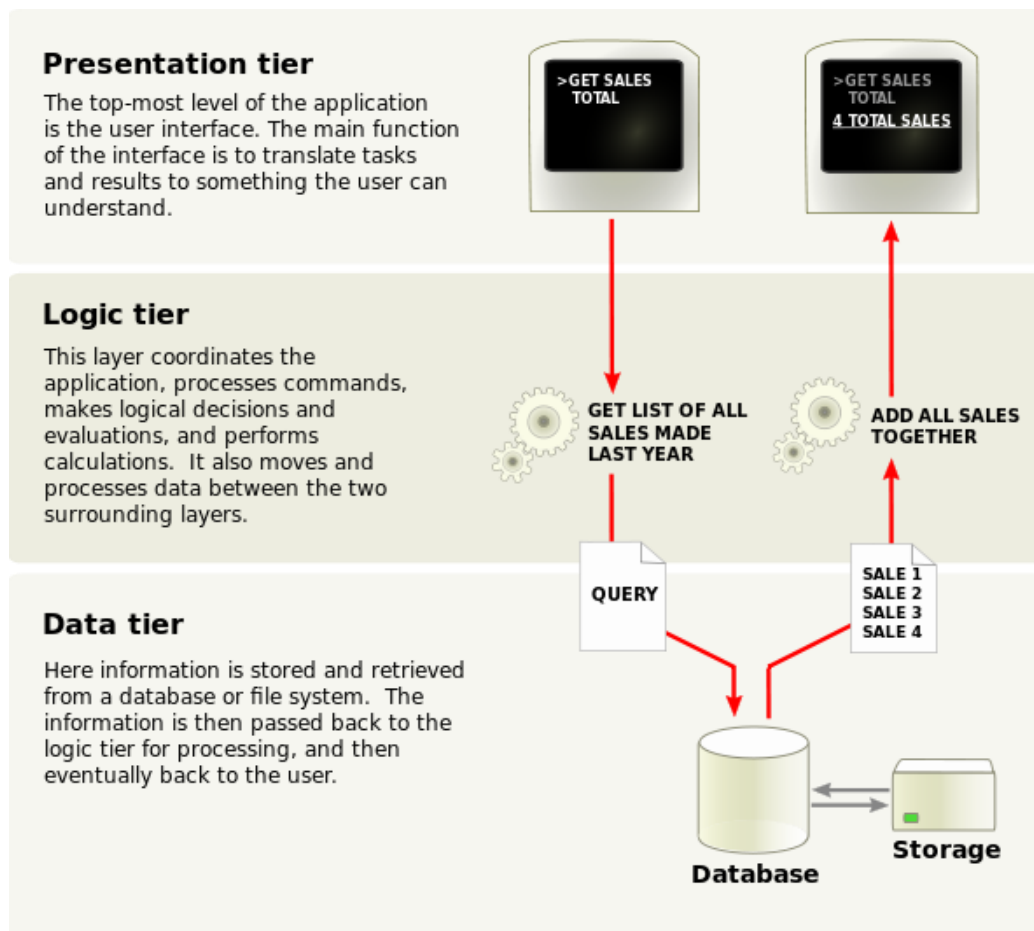 Presentation tier
The top-most level of the application
is the user interface. The main function
of the interface is to translate tasks
and results to something the user can
understand.
>GET SALES
TOTAL
>GET SALES
TOTAL
4 TOTAL SALES
Logic tier
This layer coordinates the
application, processes commands,
makes logical decisions and
evaluations, and performs
calculations.  It also moves and
processes data between the two
surrounding layers.
GET LIST OF ALL
SALES MADE
LAST YEAR
ADD ALL SALES
TOGETHER
QUERY
SALE 1
SALE 2
SALE 3
SALE 4
Data tier
Here information is stored and retrieved
from a database or file system.  The
information is then passed back to the
logic tier for processing, and then
eventually back to the user.
Database
Storage